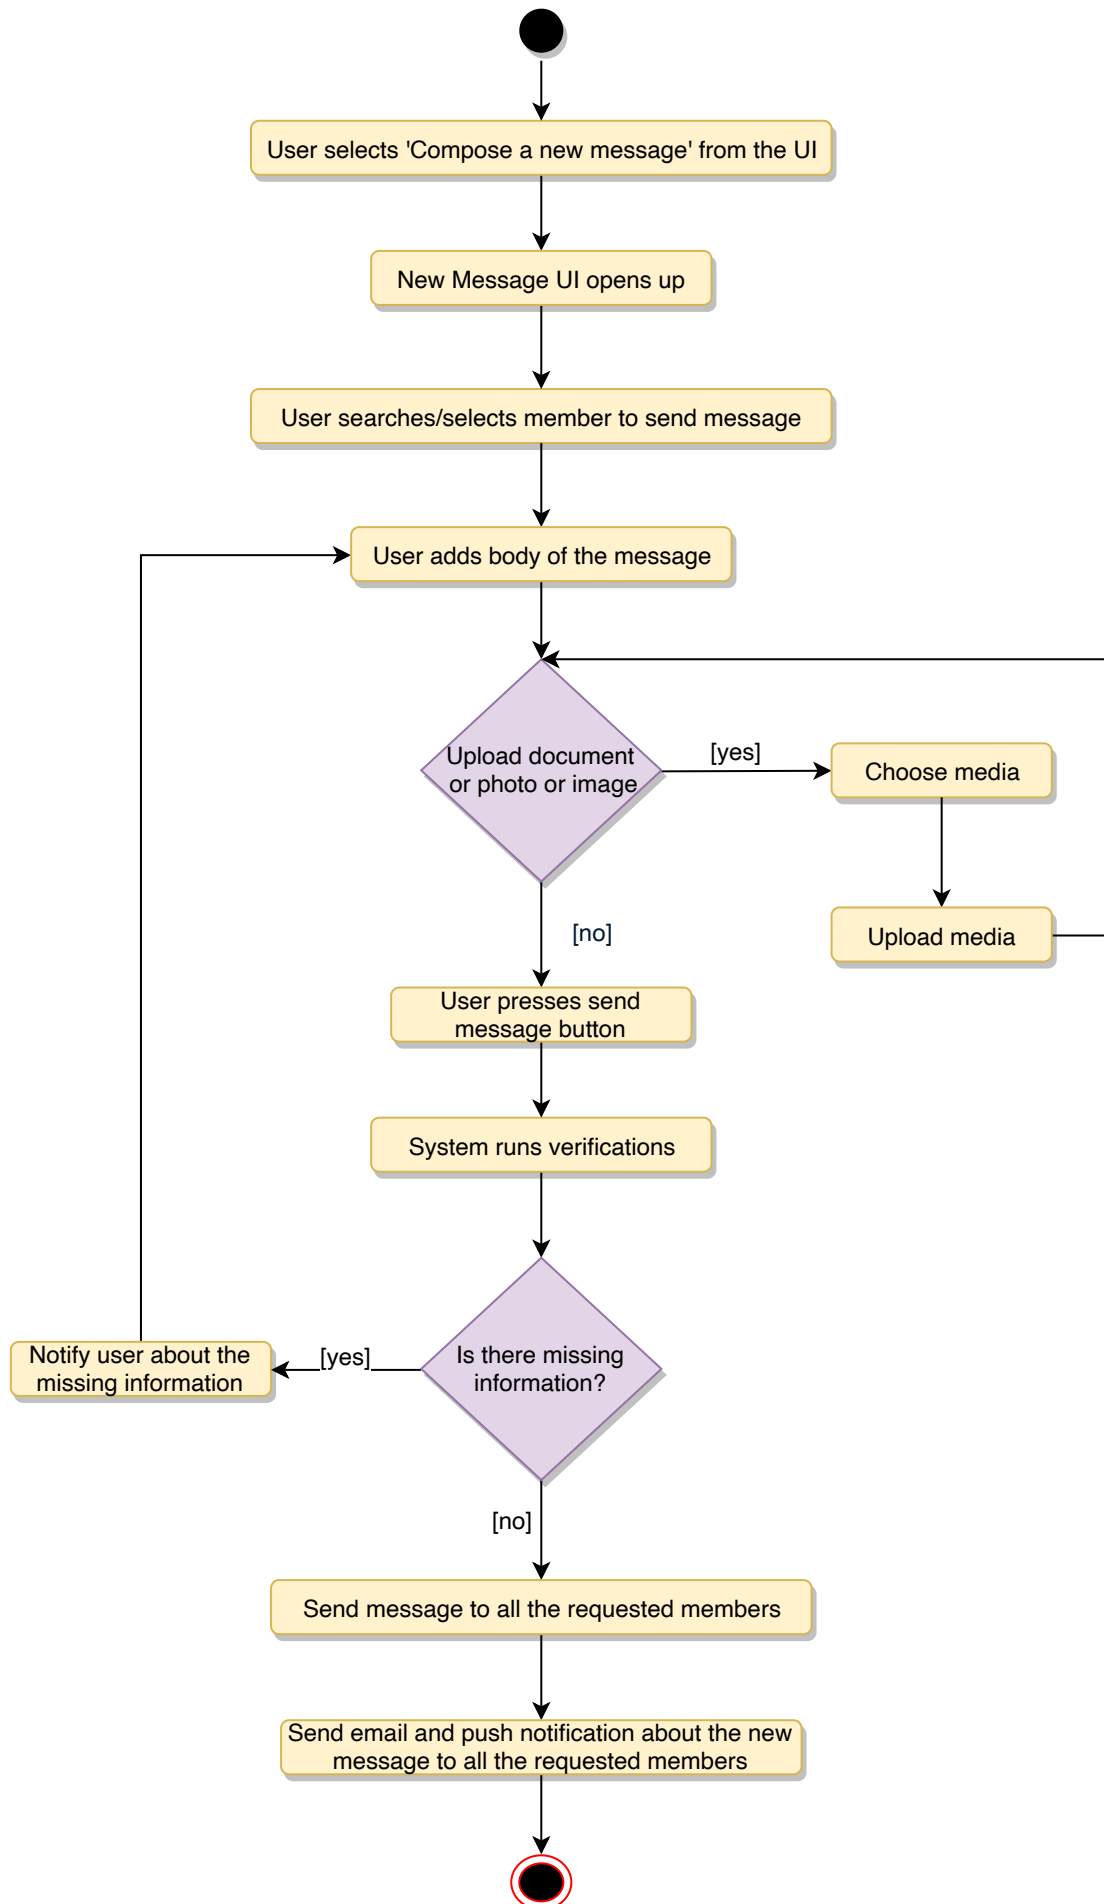 User selects 'Compose a new message' from the UI
New Message UI opens up
User searches/selects member to send message
User adds body of the message
Upload document
or photo or image
[yes]
Choose media
Upload media
[no]
User presses send
message button
System runs verifications
Is there missing
information?
[yes]
Notify user about the
missing information
[no]
Send message to all the requested members
Send email and push notification about the new
message to all the requested members